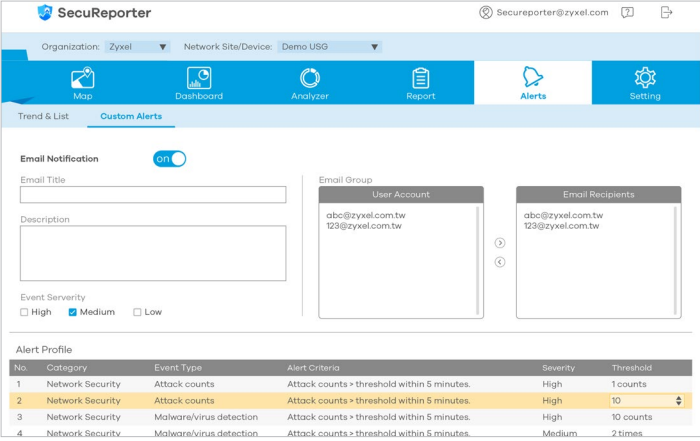 SecuReporter
Secureporter@zyxel.com ?
Organization: Zyxel Network Site/Device: Demo USG
Map Dashboard Analyzer Report Alerts Setting
Trend & List Custom Alerts
Email Notification on
Email Title
Description
Event Serverity
High Medium Low
Email Group
User Account
abc@zyxel.com.tw
123@zyxel.com.tw
Email Recipients
abc@zyxel.com.tw
123@zyxel.com.tw
Alert Profile
No. Category Event Type Alert Criteria Severity Threshold
1 Network Security Attack counts Attack counts > threshold within 5 minutes. High 1 counts
2 Network Security Attack counts Attack counts > threshold within 5 minutes. High 10
3 Network Security Malware/virus detection Attack counts > threshold within 5 minutes. High 10 counts
4 Network Security Malware/virus detection Attack counts > threshold within 5 minutes. Medium 2 times